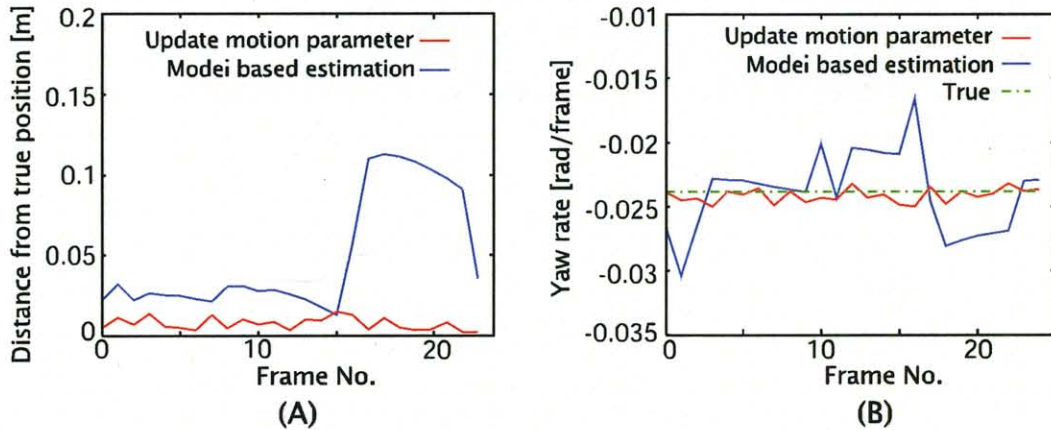 Distance from true position [m]
0.2
0.15
0.1
0.05
0
Update motion parameter
Modei based estimation
0
10
20
Frame No.
(A)
Yaw rate [rad/frame]
-0.01
-0.015
-0.02
-0.025
-0.03
-0.035
Update motion parameter
Modei based estimation
True
0
10
20
Frame No.
(B)